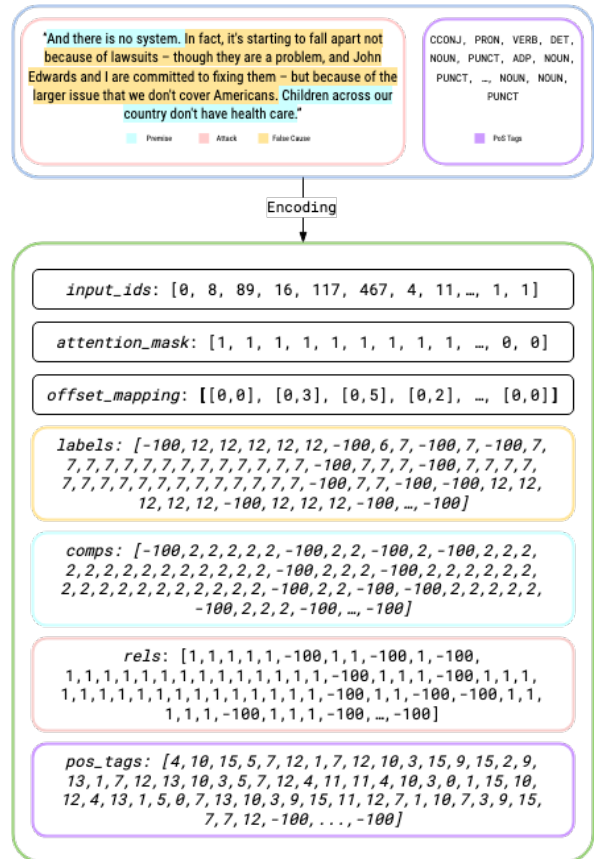 "And there is no system. In fact, it's starting to fall apart not
because of lawsuits – though they are a problem, and John
Edwards and I are committed to fixing them – but because of the
larger issue that we don't cover Americans. Children across our
country don't have health care."
Premise
Attack
False Cause
CCONJ, PRON, VERB, DET,
NOUN, PUNCT, ADP, NOUN,
PUNCT, …, NOUN, NOUN,
PUNCT
PoS Tags
Encoding
input_ids: [0, 8, 89, 16, 117, 467, 4, 11,…, 1, 1]
attention_mask: [1, 1, 1, 1, 1, 1, 1, 1, 1, …, 0, 0]
offset_mapping: [[0,0], [0,3], [0,5], [0,2], …, [0,0]]
labels: [-100,12,12,12,12,12,-100,6,7,-100,7,-100,7,
7,7,7,7,7,7,7,7,7,7,7,7,7,-100,7,7,7,-100,7,7,7,7,
7,7,7,7,7,7,7,7,7,7,7,7,7,-100,7,7,-100,-100,12,12,
12,12,12,-100,12,12,12,-100,…,-100]
comps: [-100,2,2,2,2,2,-100,2,2,-100,2,-100,2,2,2,
2,2,2,2,2,2,2,2,2,2,2,-100,2,2,2,-100,2,2,2,2,2,2,
2,2,2,2,2,2,2,2,2,2,2,-100,2,2,-100,-100,2,2,2,2,2,
-100,2,2,2,-100,…,-100]
rels: [1,1,1,1,1,-100,1,1,-100,1,-100,
1,1,1,1,1,1,1,1,1,1,1,1,1,1,-100,1,1,1,-100,1,1,1,
1,1,1,1,1,1,1,1,1,1,1,1,1,1,-100,1,1,-100,-100,1,1,
1,1,1,-100,1,1,1,-100,…,-100]
pos_tags: [4,10,15,5,7,12,1,7,12,10,3,15,9,15,2,9,
13,1,7,12,13,10,3,5,7,12,4,11,11,4,10,3,0,1,15,10,
12,4,13,1,5,0,7,13,10,3,9,15,11,12,7,1,10,7,3,9,15,
7,7,12,-100,...,-100]